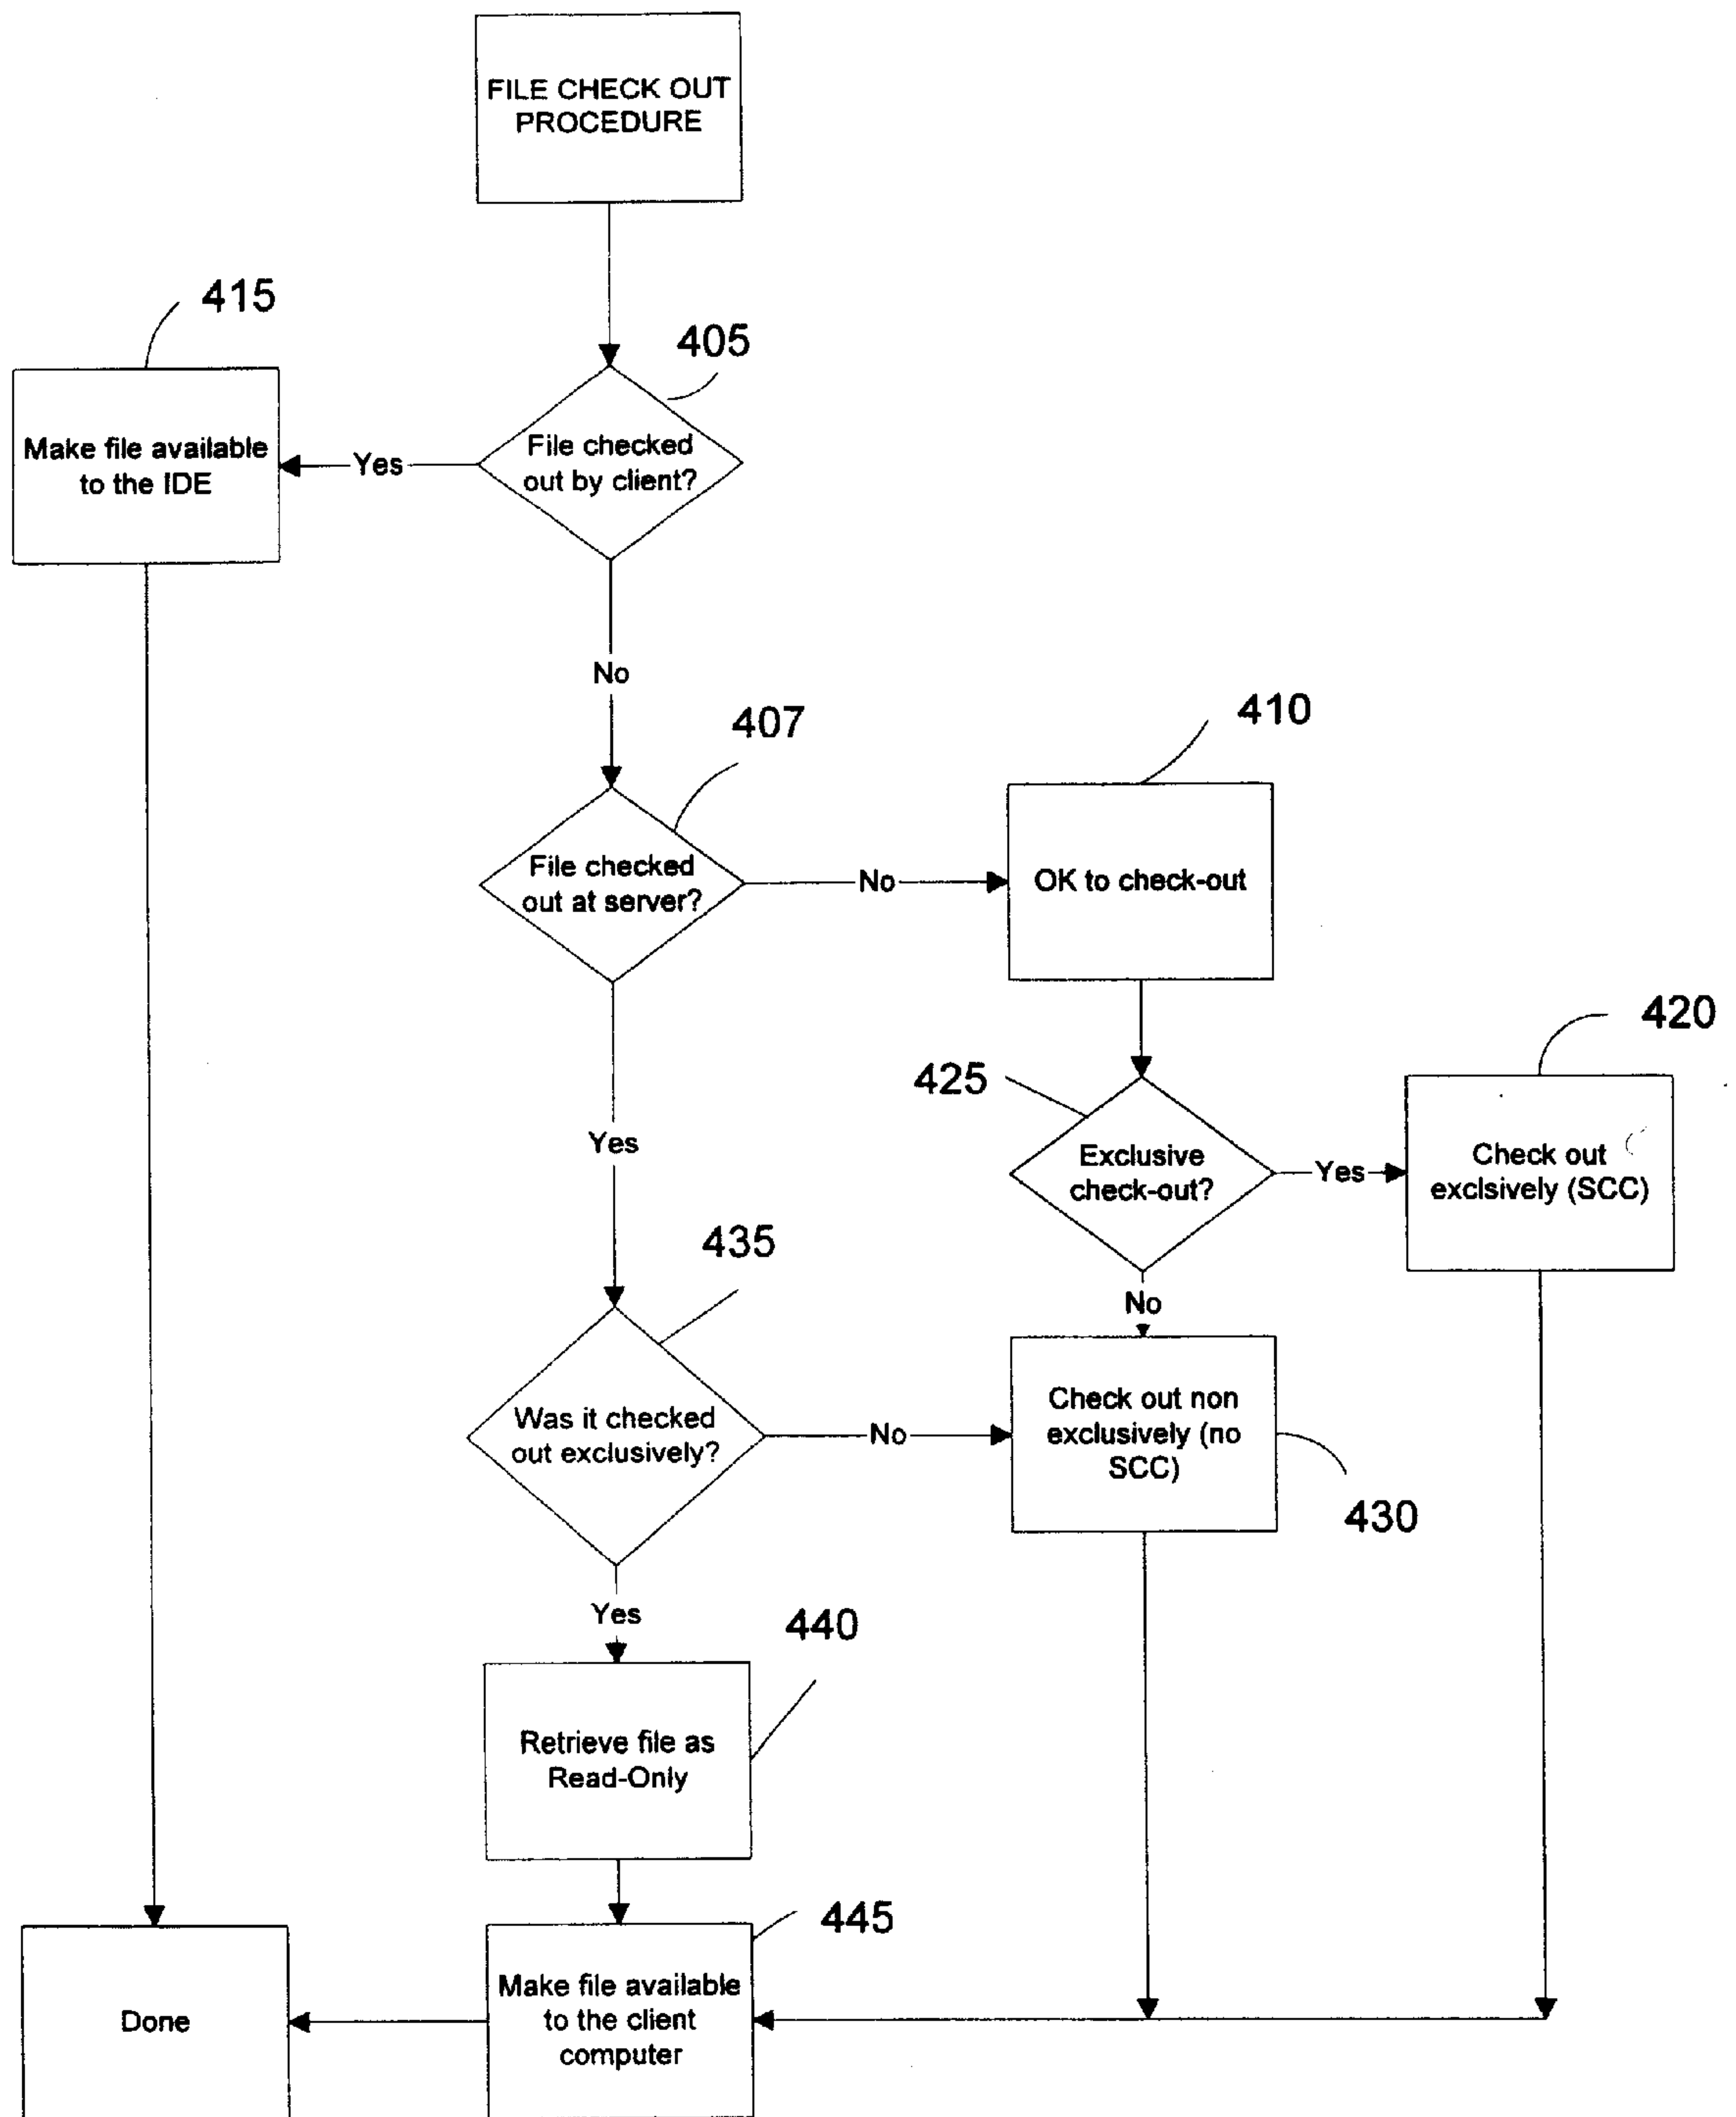 FILE CHECK OUT
PROCEDURE
415
405
Make file available
to the IDE
Yes
File checked
out by client?
No
407
410
File checked
out at server?
No
OK to check-out
420
425
Yes
Exclusive
check-out?
Yes
Check out
exclsively (SCC)
435
No
Was it checked
out exclusively?
No
Check out non
exclusively (no
SCC)
430
Yes
440
Retrieve file as
Read-Only
445
Done
Make file available
to the client
computer